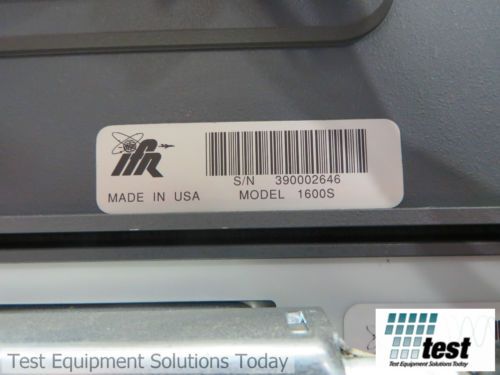 IFR
S/N 390002646
MADE IN USA MODEL 1600S
test
Test Equipment Solutions Today
Test Equipment Solutions Today